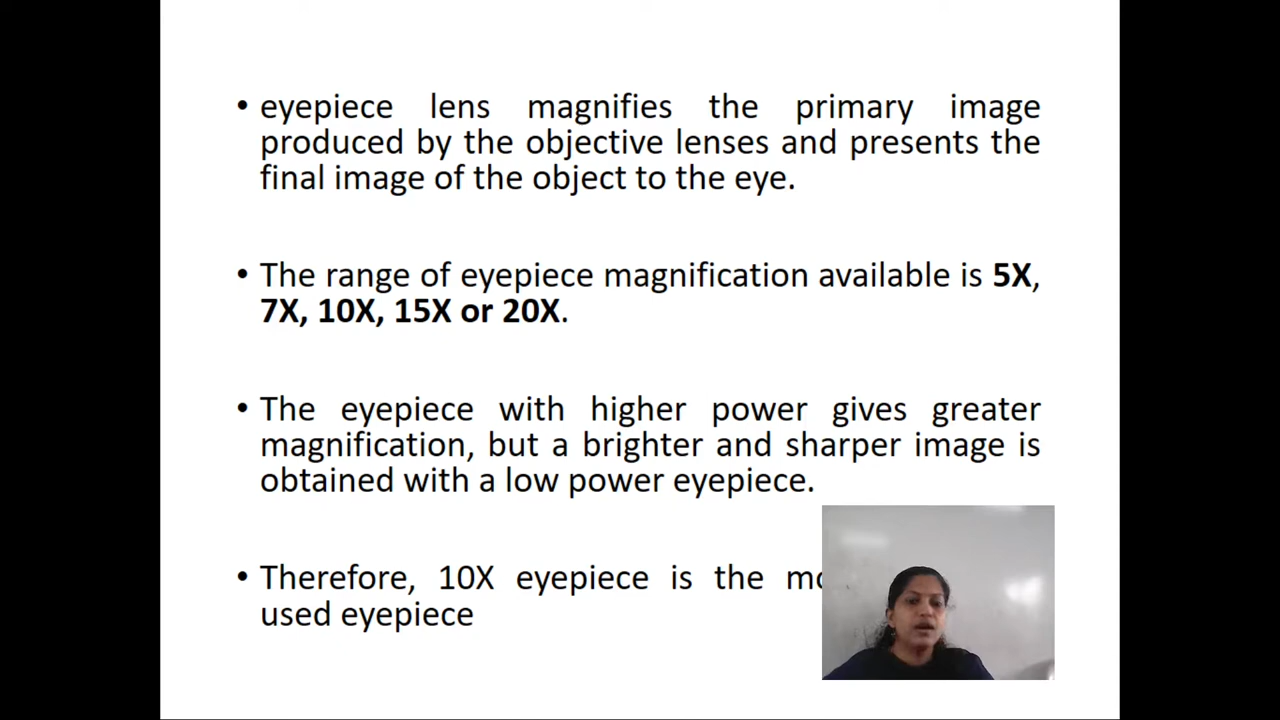 • eyepiece lens magnifies the primary image
produced by the objective lenses and presents the
final image of the object to the eye.
• The range of eyepiece magnification available is 5X,
7X, 10X, 15X or 20X.
• The eyepiece with higher power gives greater
magnification, but a brighter and sharper image is
obtained with a low power eyepiece.
• Therefore, 10X eyepiece is the
used eyepiece